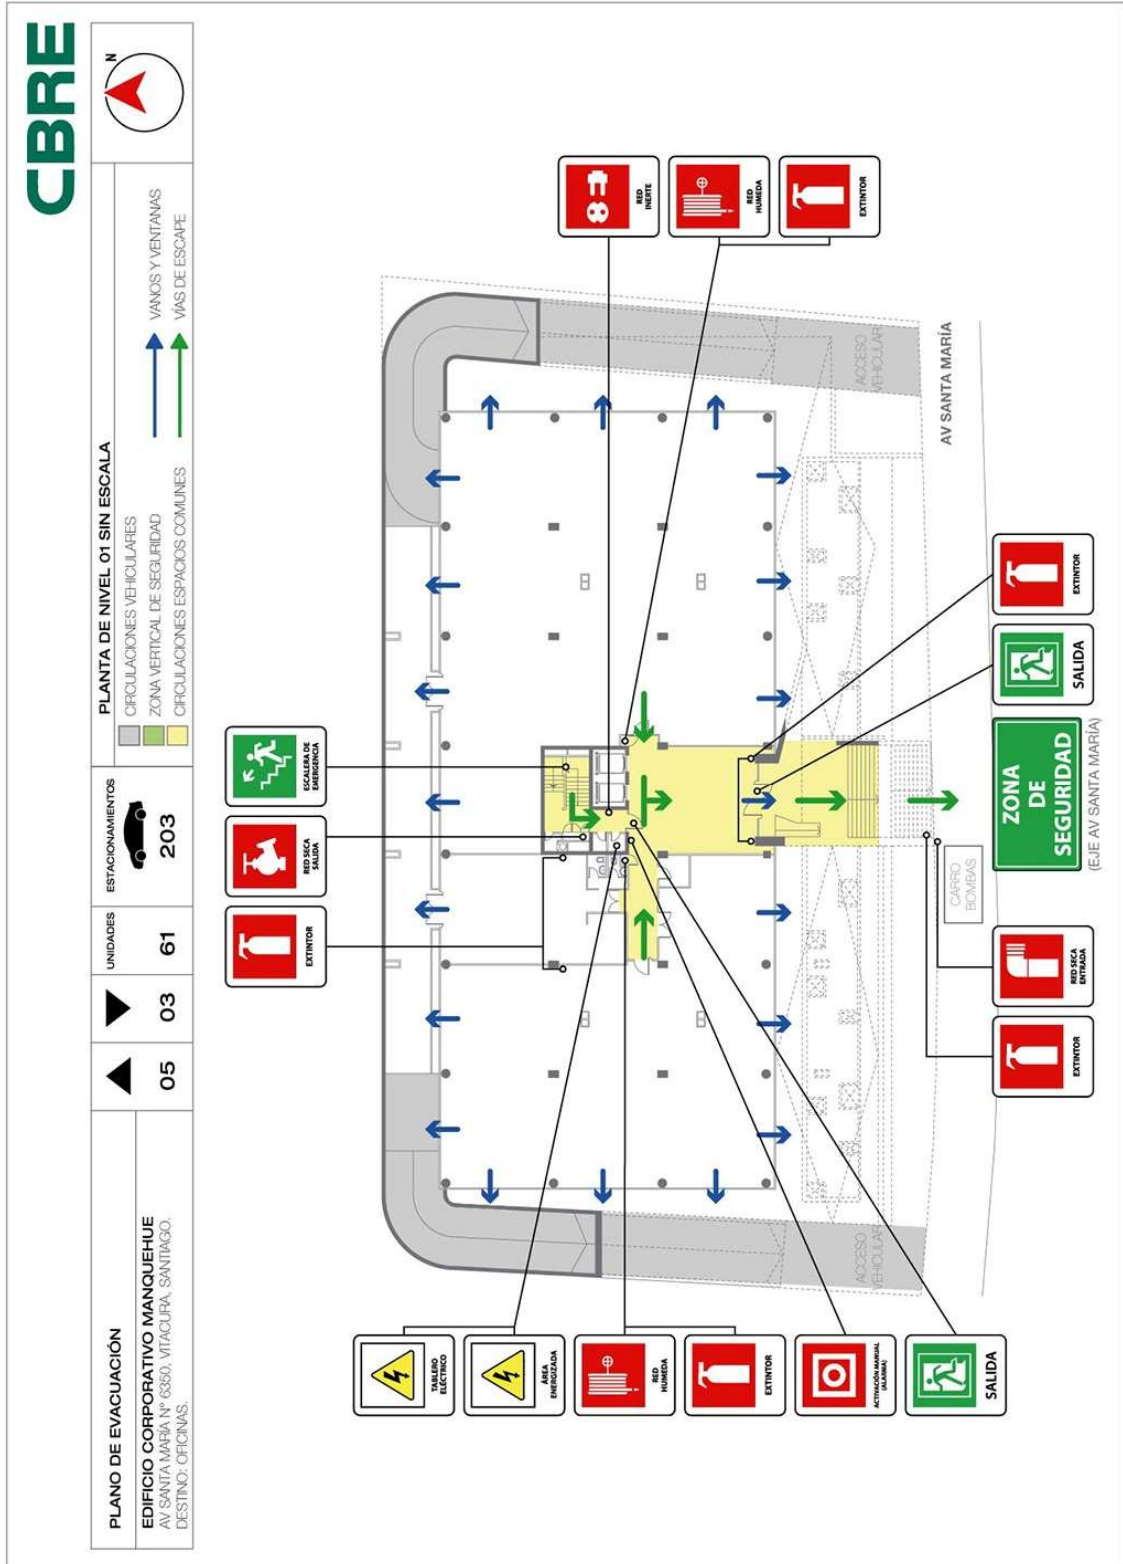 PLANO DE EVACUACIÓN
EDIFICIO CORPORATIVO MANQUEHUE
AV SANTA MARÍA Nº 6350, VITACURA, SANTIAGO.
DESTINO: OFICINAS.
05
03
UNIDADES
61
ESTACIONAMIENTOS
203
PLANTA DE NIVEL 01 SIN ESCALA
CIRCULACIONES VEHICULARES
ZONA VERTICAL DE SEGURIDAD
CIRCULACIONES ESPACIOS COMUNES
VANOS Y VENTANAS
VÍAS DE ESCAPE
N
CBRE
EXTINTOR
RED SECA
SALIDA
ESCALERA DE
EMERGENCIA
TABLERO
ELÉCTRICO
ÁREA
ENERGIZADA
RED
HUMEDA
EXTINTOR
ACTIVACIÓN MANUAL
(ALARMA)
SALIDA
RED
INERTE
RED
HUMEDA
EXTINTOR
ACCESO
VEHICULAR
ACCESO
VEHICULAR
AV SANTA MARÍA
CARRO
BOMBAS
EXTINTOR
RED SECA
ENTRADA
ZONA
DE
SEGURIDAD
(EJE AV SANTA MARÍA)
SALIDA
EXTINTOR